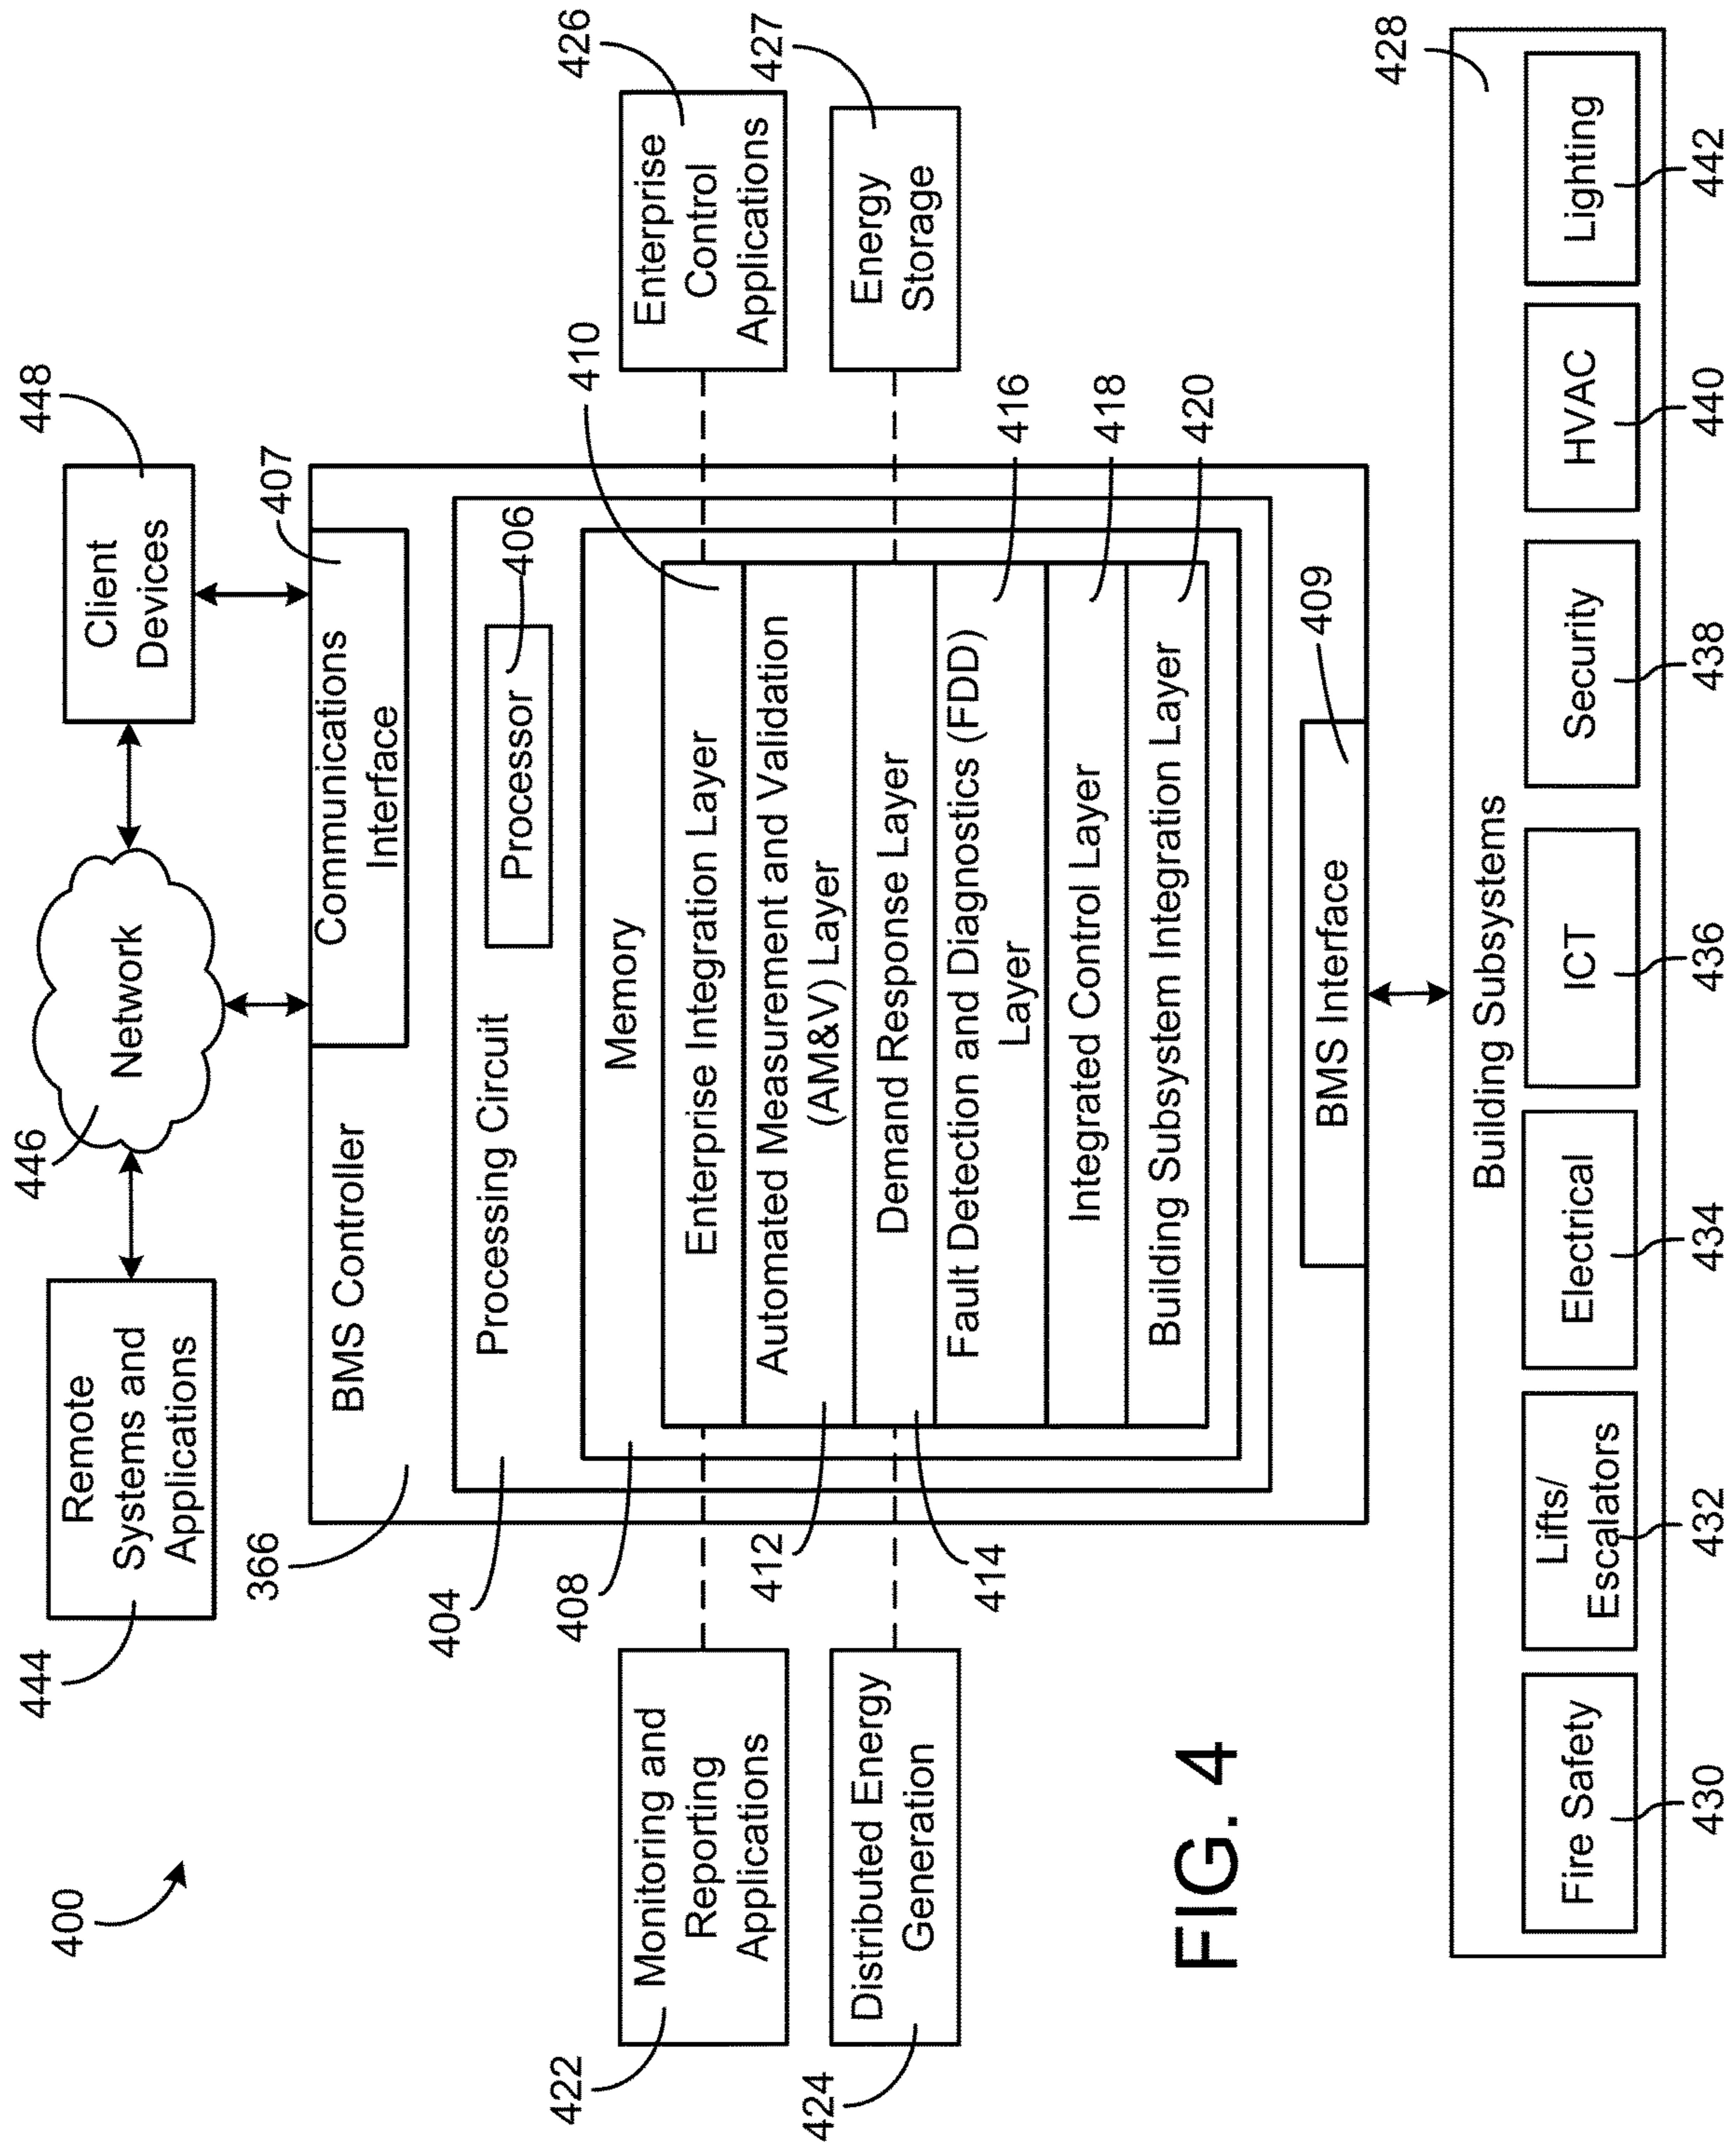 400
444
Remote
Systems and
Applications
446
Network
Client
Devices
448
366
BMS Controller
Communications
Interface
407
404
Processing Circuit
Processor
406
408
Memory
410
Enterprise Integration Layer
Automated Measurement and Validation
(AM&V) Layer
412
Demand Response Layer
414
Fault Detection and Diagnostics (FDD)
Layer
416
Integrated Control Layer
418
Building Subsystem Integration Layer
420
422
Monitoring and
Reporting
Applications
424
Distributed Energy
Generation
Enterprise
Control
Applications
426
Energy
Storage
427
BMS Interface
409
FIG. 4
Building Subsystems
428
Fire Safety
Lifts/
Escalators
Electrical
ICT
Security
HVAC
Lighting
430
432
434
436
438
440
442